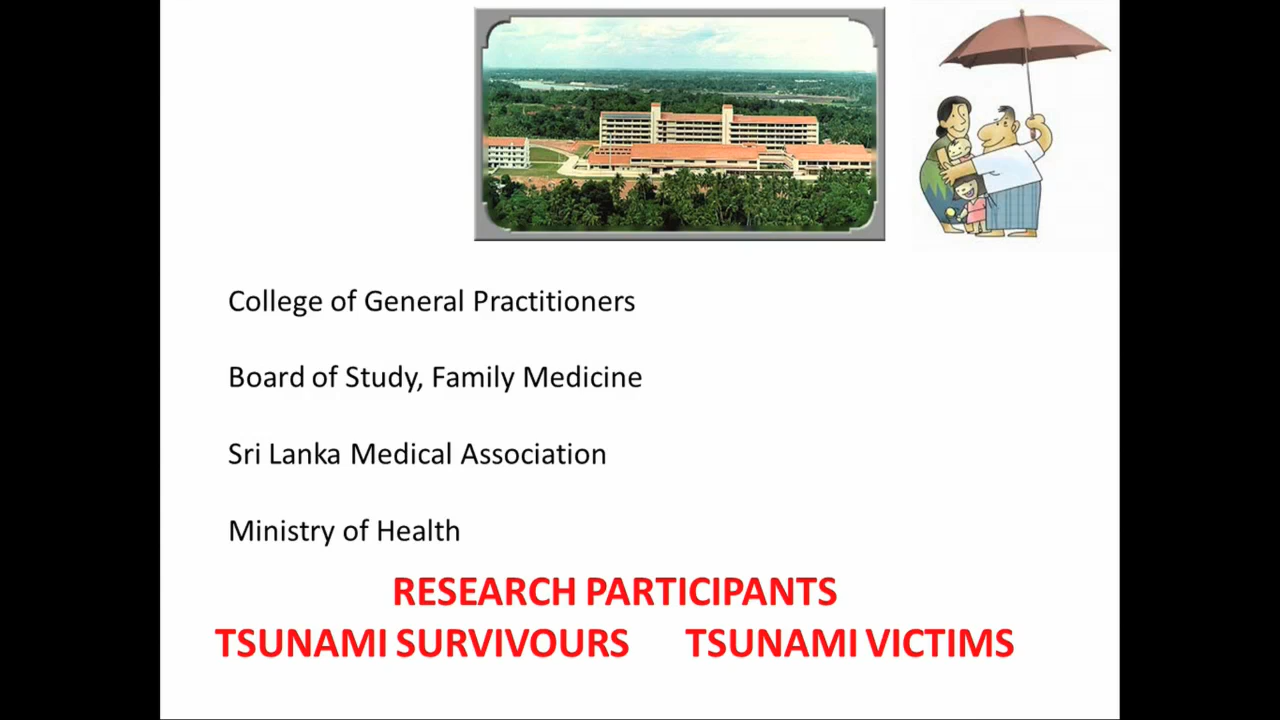 College of General Practitioners
Board of Study, Family Medicine
Sri Lanka Medical Association
Ministry of Health
RESEARCH PARTICIPANTS
TSUNAMI SURVIVOURS TSUNAMI VICTIMS